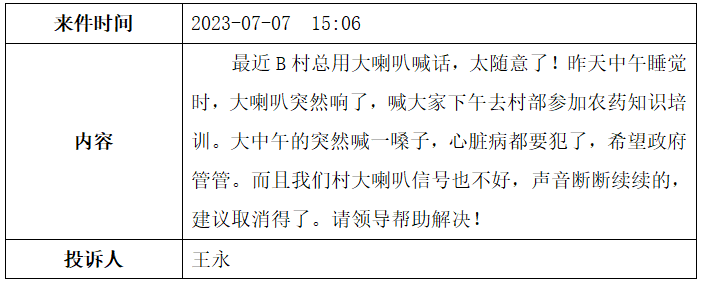 来件时间 2023-07-07 15:06
最近 B 村总用大喇叭喊话，太随意了！昨天中午睡觉
时，大喇叭突然响了，喊大家下午去村部参加农药知识培
内容 训。大中午的突然喊一嗓子，心脏病都要犯了，希望政府
管管。而且我们村大喇叭信号也不好，声音断断续续的，
建议取消得了。请领导帮助解决！
投诉人 王永